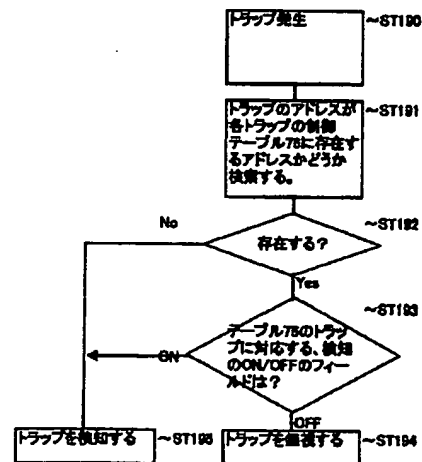 トラップ発生
~ST190
トラップのアドレスが
各トラップの制御
テーブル75に存在す
るアドレスかどうか
検索する。
~ST191
No
存在する?
~ST192
Yes
テーブル75のトラッ
プに対応する、検知
のON/OFFのフィー
ルドは?
~ST193
ON
OFF
トラップを検知する
~ST195
トラップを無視する
~ST194